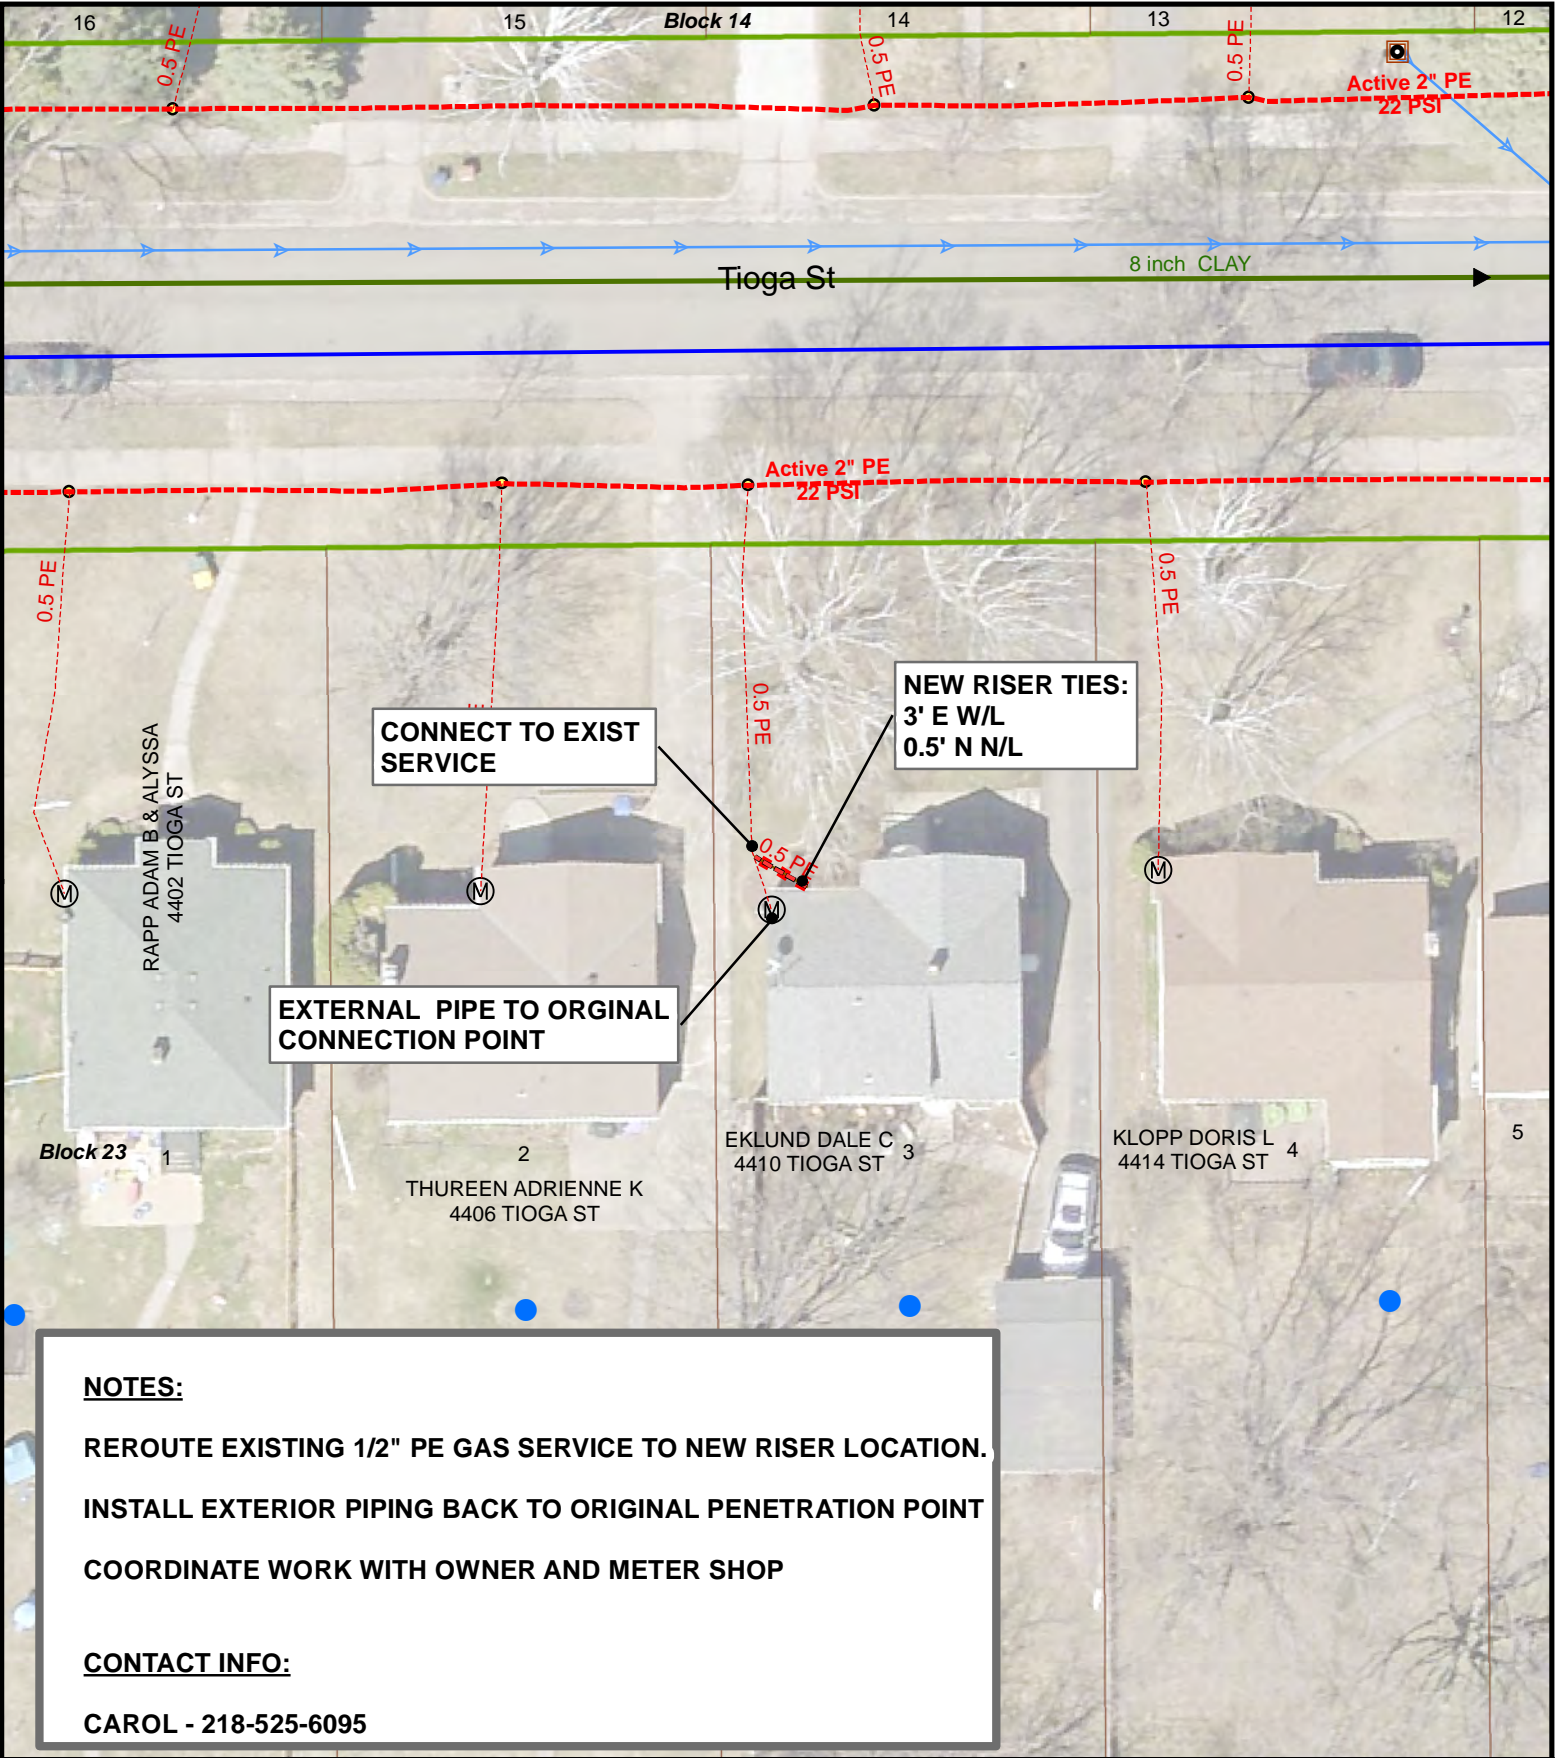 16
15
Block 14
14
13
12
0.5 PE
0.5 PE
0.5 PE
Active 2" PE
22 PSI
8 inch CLAY
Tioga St
Active 2" PE
22 PSI
0.5 PE
0.5 PE
0.5 PE
NEW RISER TIES:
3' E W/L
0.5' N N/L
CONNECT TO EXIST
SERVICE
RAPP ADAM B & ALYSSA
4402 TIOGA ST
0.5 PE
M
M
M
M
EXTERNAL PIPE TO ORGINAL
CONNECTION POINT
Block 23
1
2
THUREEN ADRIENNE K
4406 TIOGA ST
EKLUND DALE C
4410 TIOGA ST
3
KLOPP DORIS L
4414 TIOGA ST
4
5
NOTES:
REROUTE EXISTING 1/2" PE GAS SERVICE TO NEW RISER LOCATION.
INSTALL EXTERIOR PIPING BACK TO ORIGINAL PENETRATION POINT
COORDINATE WORK WITH OWNER AND METER SHOP
CONTACT INFO:
CAROL - 218-525-6095